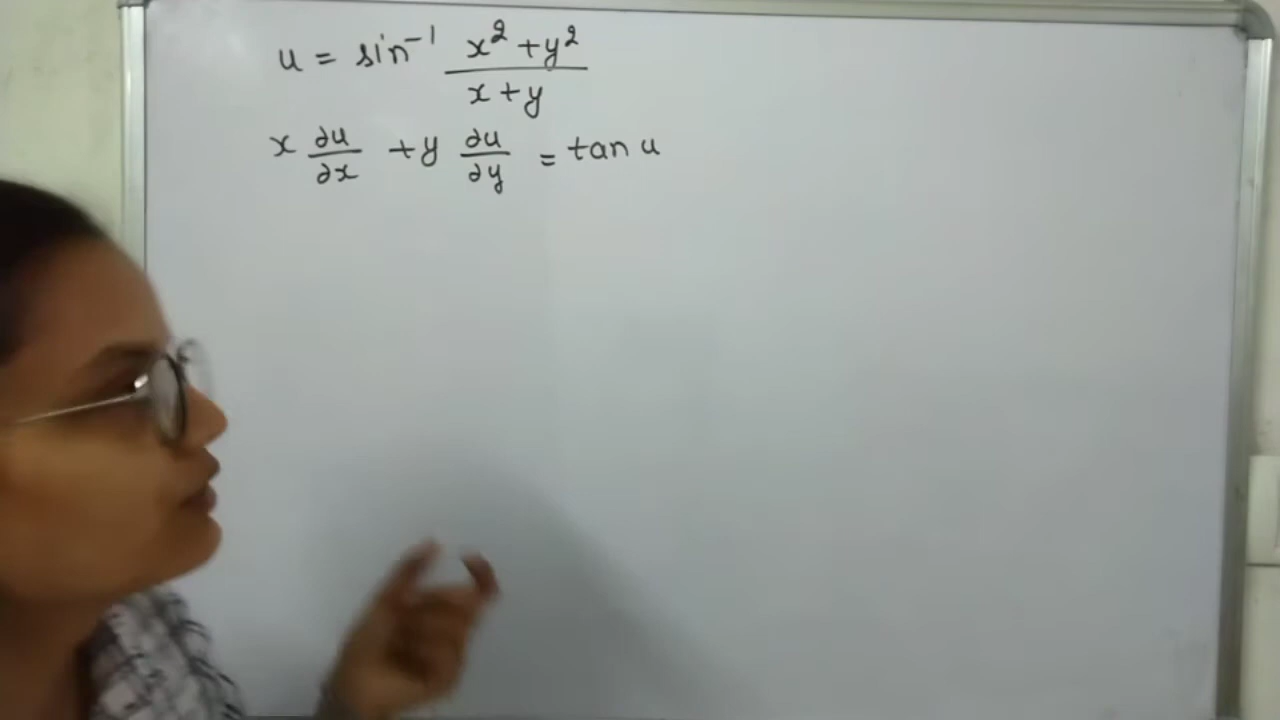 u = sin⁻¹ x² + y² / x + y
x ∂u/∂x + y ∂u/∂y = tan u